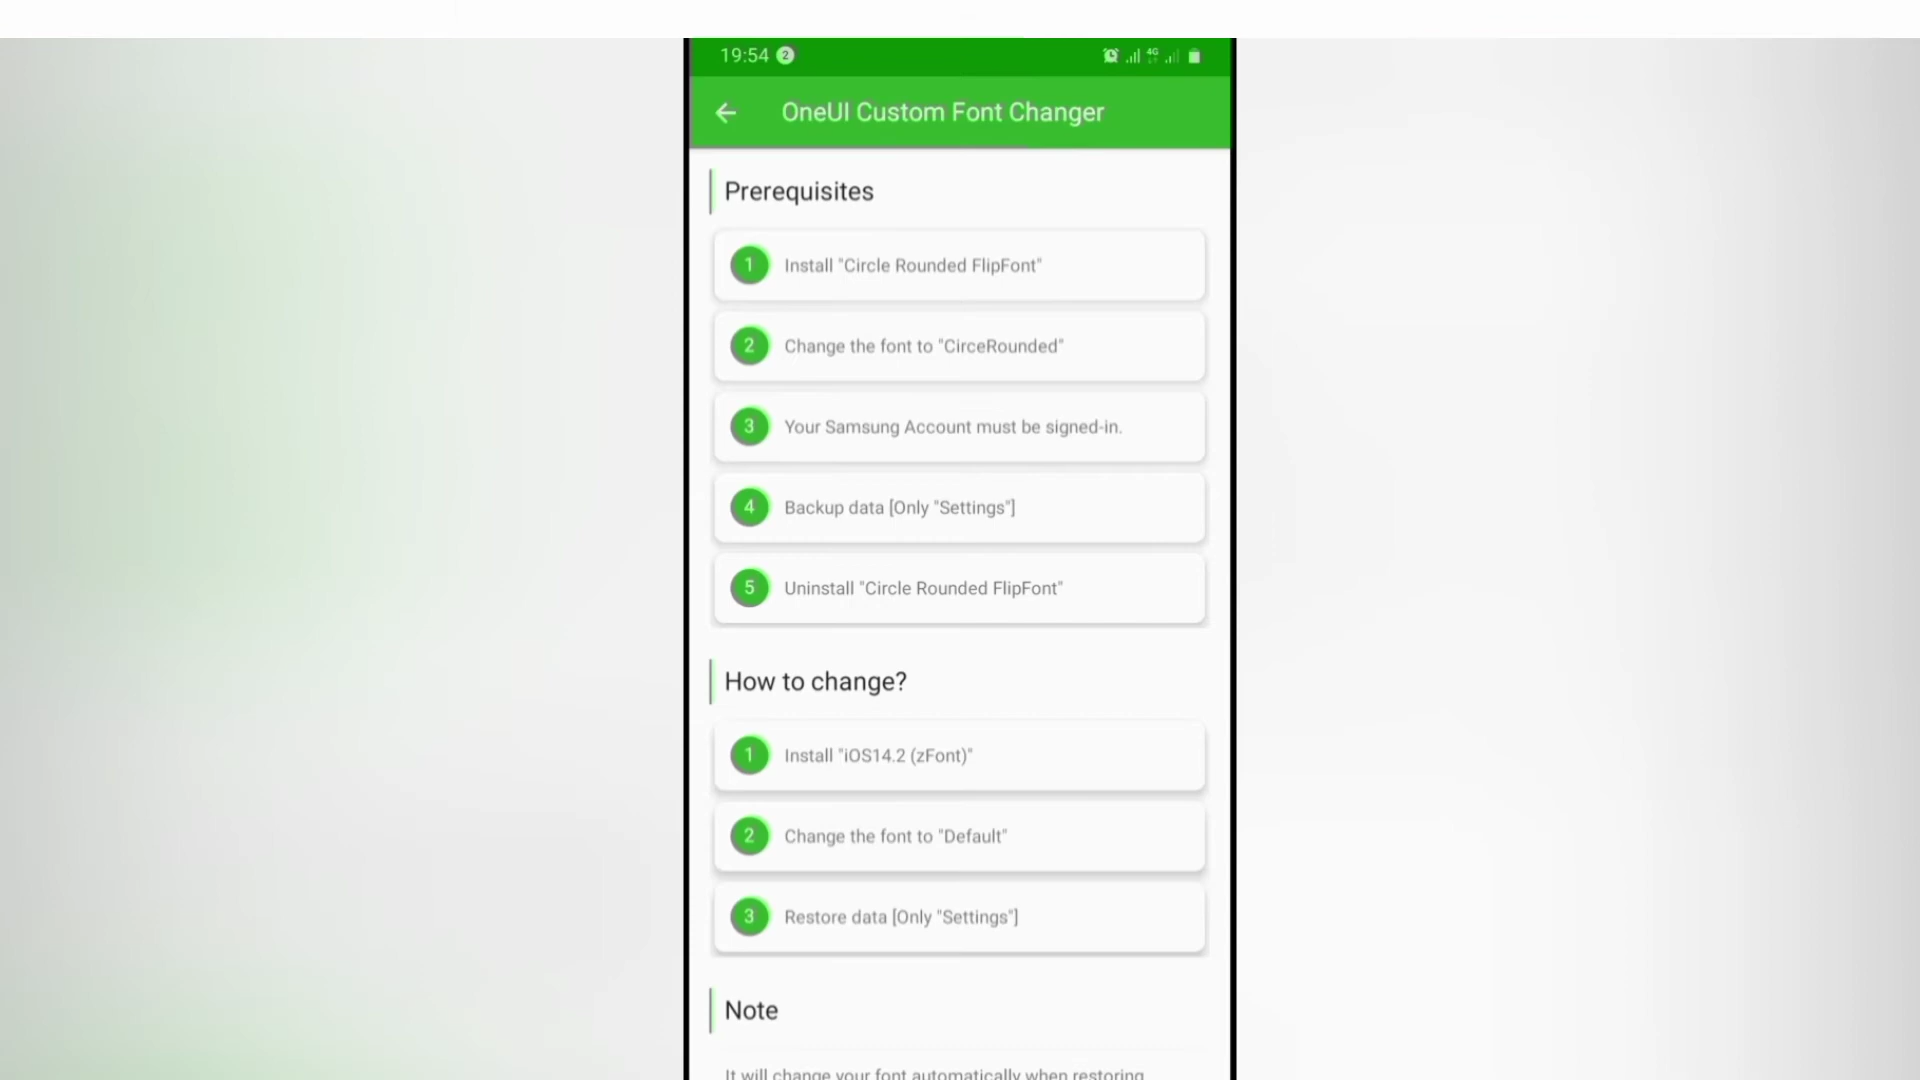 19:54 2
4G
OneUI Custom Font Changer
Prerequisites
1 Install "Circle Rounded FlipFont"
2 Change the font to "CirceRounded"
3 Your Samsung Account must be signed-in.
4 Backup data [Only "Settings"]
5 Uninstall "Circle Rounded FlipFont"
How to change?
1 Install "iOS14.2 (zFont)"
2 Change the font to "Default"
3 Restore data [Only "Settings"]
Note
It will change your font automatically when restoring